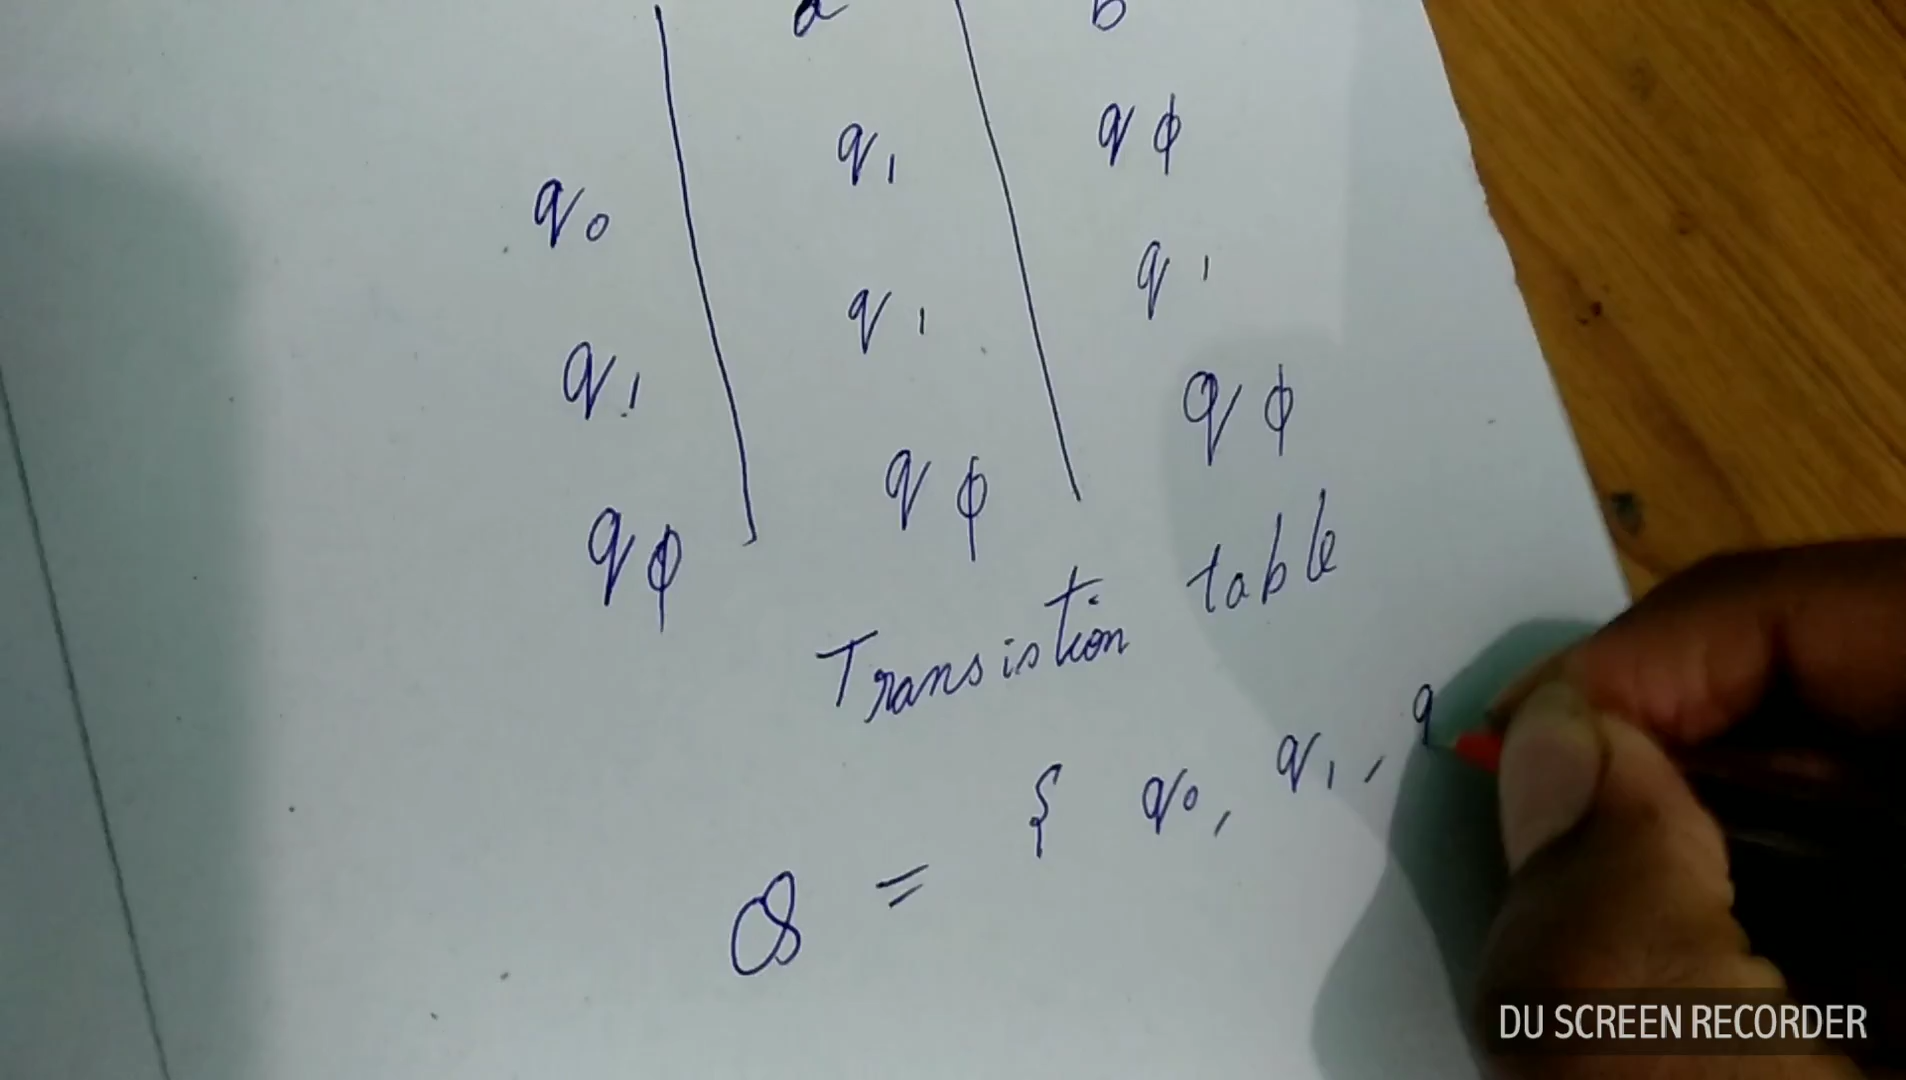 a b
q0 q1 qϕ
q1 q1 q1
qϕ qϕ qϕ
Transistion table
Q = { q0, q1, q
DU SCREEN RECORDER